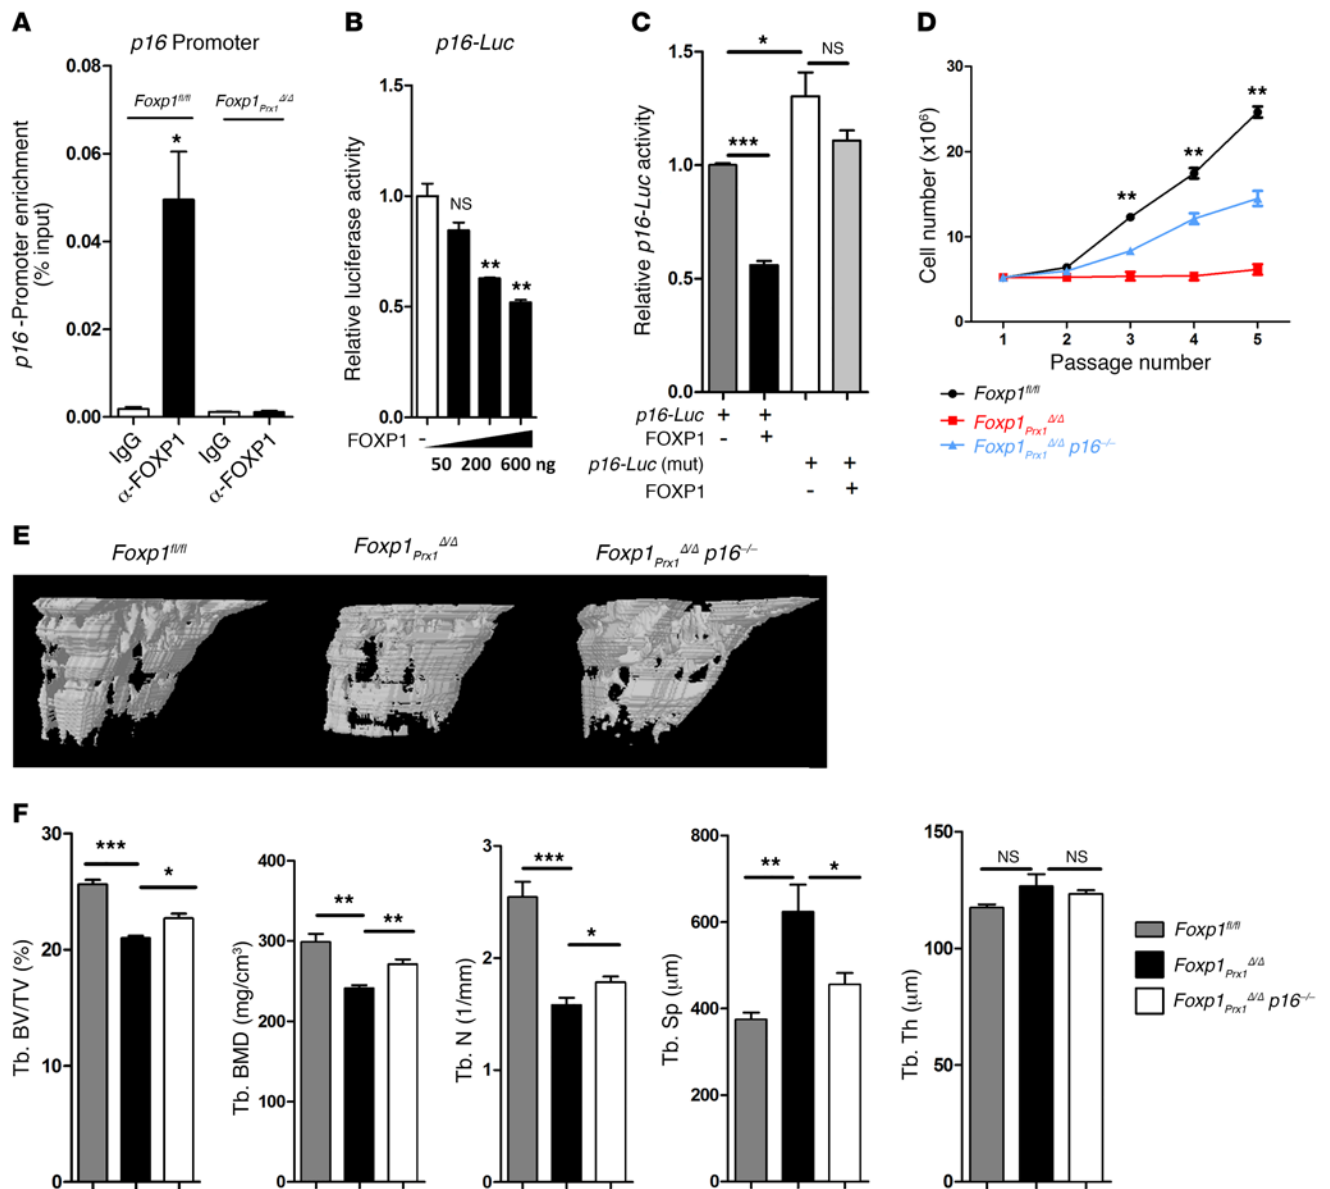 A
p16 Promoter
0.08
0.06
0.04
0.02
0.00
p16 -Promoter enrichment
(% input)
Foxp1fl/fl
Foxp1Prx1Δ/Δ
*
IgG
α-FOXP1
IgG
α-FOXP1
B
p16-Luc
1.5
1.0
0.5
0.0
Relative luciferase activity
NS
**
**
FOXP1 -
50 200 600 ng
C
1.5
1.0
0.5
0.0
Relative p16-Luc activity
*
NS
***
p16-Luc + +
FOXP1 - +
p16-Luc (mut) + +
FOXP1 - +
D
30
20
10
0
Cell number (x10⁶)
**
**
**
1 2 3 4 5
Passage number
Foxp1fl/fl
Foxp1Prx1Δ/Δ
Foxp1Prx1Δ/Δ p16−/−
E
Foxp1fl/fl
Foxp1Prx1Δ/Δ
Foxp1Prx1Δ/Δ p16−/−
F
30
20
10
0
Tb. BV/TV (%)
***
*
400
300
200
100
0
Tb. BMD (mg/cm³)
**
**
3
2
1
0
Tb. N (1/mm)
***
*
800
600
400
200
0
Tb. Sp (μm)
**
*
150
100
50
0
Tb. Th (μm)
NS
NS
Foxp1fl/fl
Foxp1Prx1Δ/Δ
Foxp1Prx1Δ/Δ p16−/−